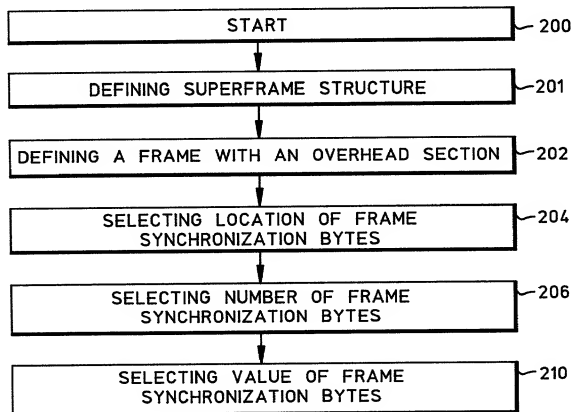 START
200
DEFINING SUPERFRAME STRUCTURE
201
DEFINING A FRAME WITH AN OVERHEAD SECTION
202
SELECTING LOCATION OF FRAME
SYNCHRONIZATION BYTES
204
SELECTING NUMBER OF FRAME
SYNCHRONIZATION BYTES
206
SELECTING VALUE OF FRAME
SYNCHRONIZATION BYTES
210